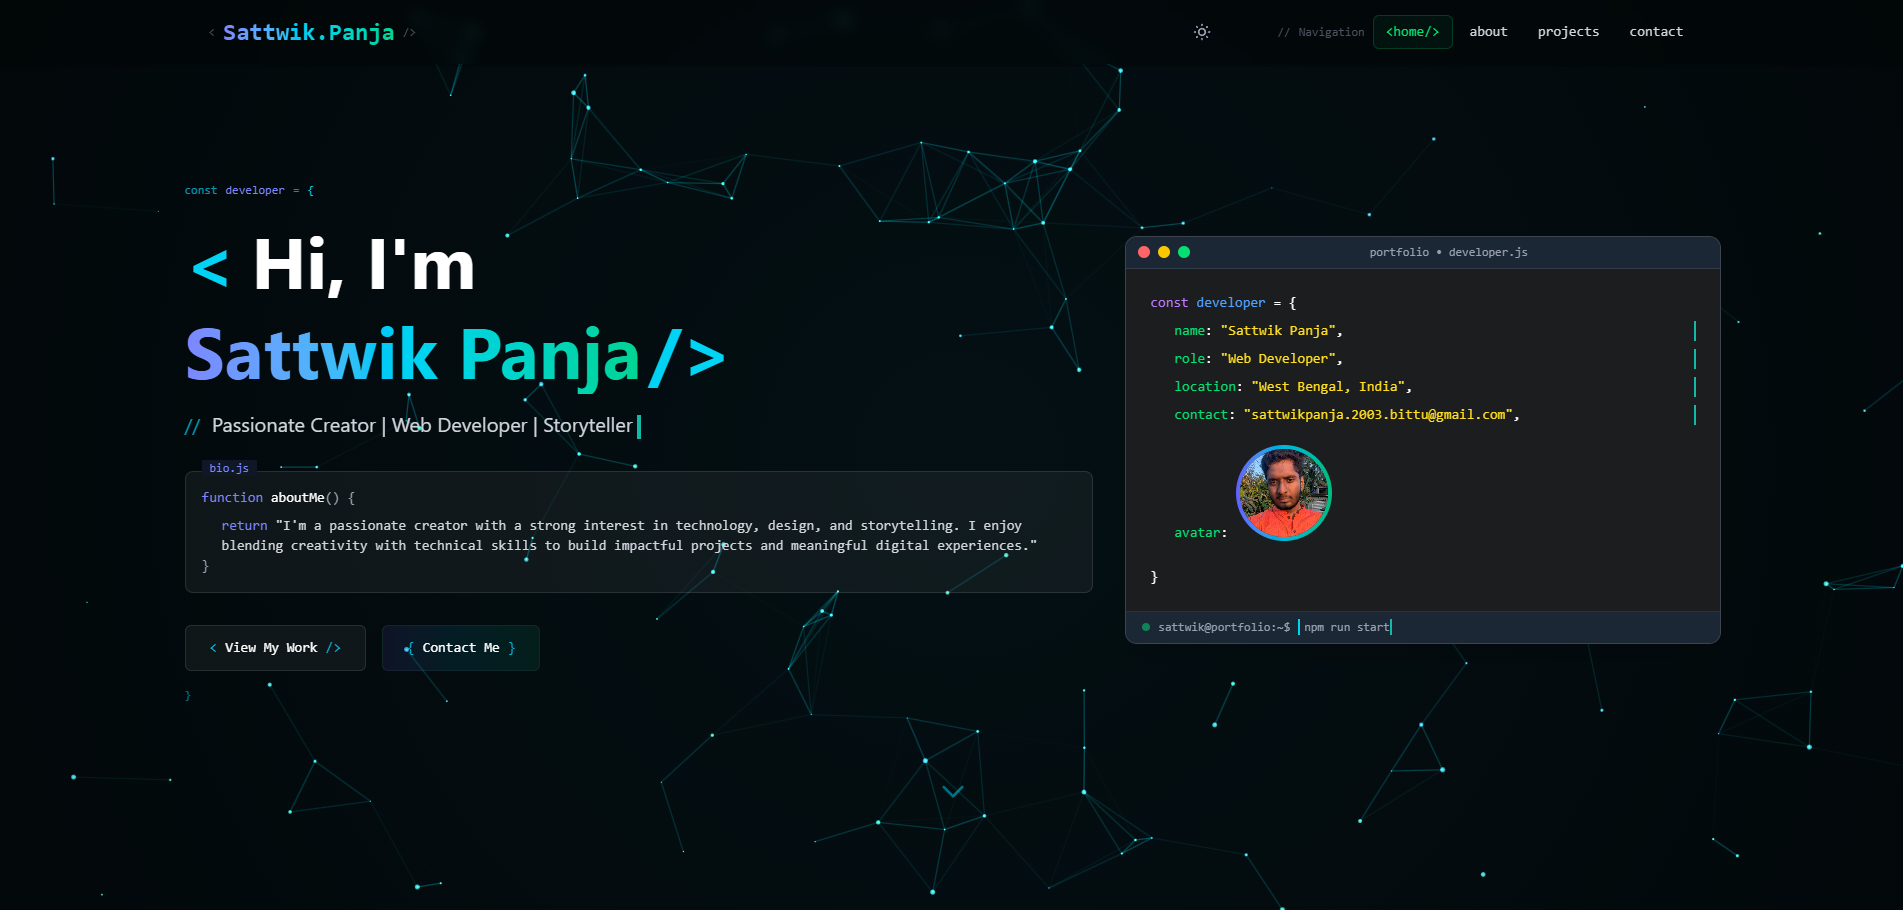 < Sattwik.Panja />
// Navigation <home/> about projects contact
const developer = {
< Hi, I'm
Sattwik Panja />
// Passionate Creator | Web Developer | Storyteller
bio.js
function aboutMe() {
return "I'm a passionate creator with a strong interest in technology, design, and storytelling. I enjoy
blending creativity with technical skills to build impactful projects and meaningful digital experiences."
}
< View My Work />
{ Contact Me }
}
portfolio • developer.js
const developer = {
name: "Sattwik Panja",
role: "Web Developer",
location: "West Bengal, India",
contact: "sattwikpanja.2003.bittu@gmail.com",
avatar:
}
sattwik@portfolio:~$ npm run start